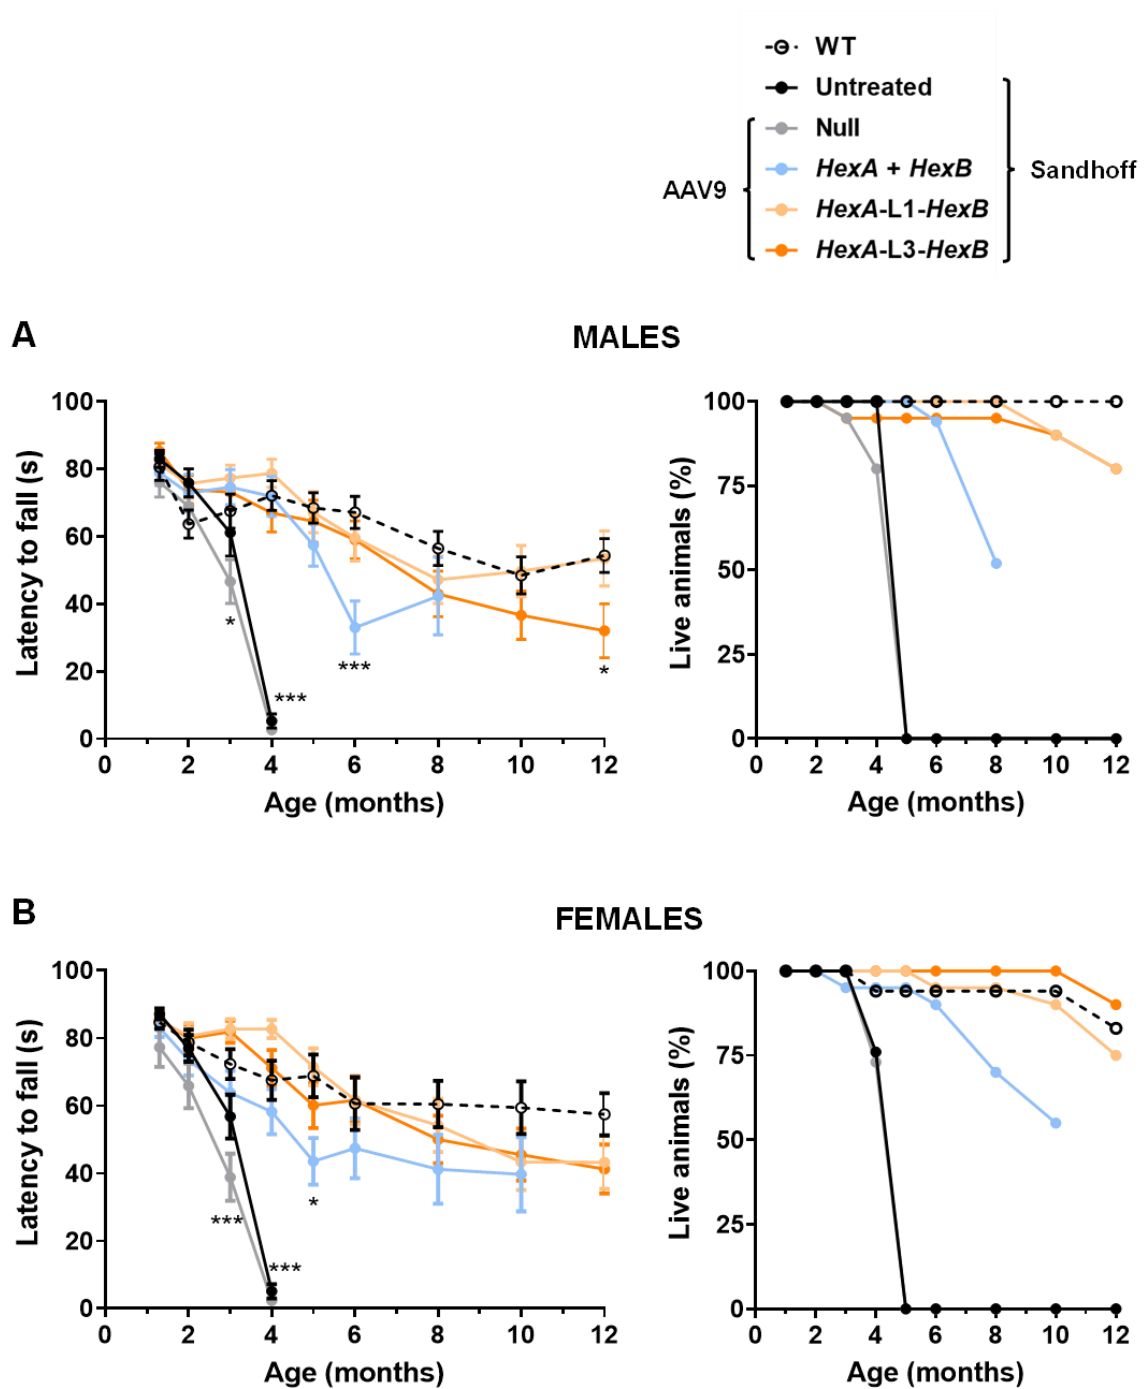 WT
Untreated
Null
HexA + HexB
HexA-L1-HexB
HexA-L3-HexB
AAV9
Sandhoff
A
MALES
Latency to fall (s)
100
80
60
40
20
0
0 2 4 6 8 10 12
Age (months)
*
***
***
*
Live animals (%)
100
75
50
25
0
0 2 4 6 8 10 12
Age (months)
B
FEMALES
Latency to fall (s)
100
80
60
40
20
0
0 2 4 6 8 10 12
Age (months)
***
***
*
Live animals (%)
100
75
50
25
0
0 2 4 6 8 10 12
Age (months)